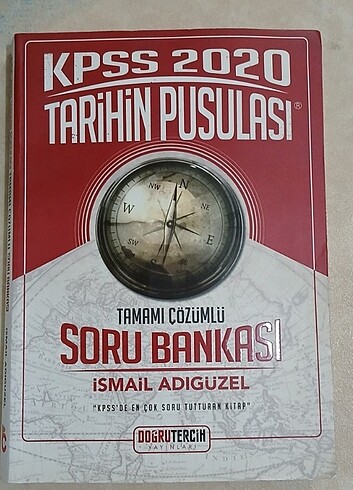 KPSS 2020
TARİHİN PUSULASI®
N
NW
NE
W
E
SW
S
TAMAMI ÇÖZÜMLÜ
SORU BANKASI
İSMAİL ADIGÜZEL
"KPSS'DE EN ÇOK SORU TUTTURAN KİTAP"
DOĞRUTERCİH
YAYINLARI